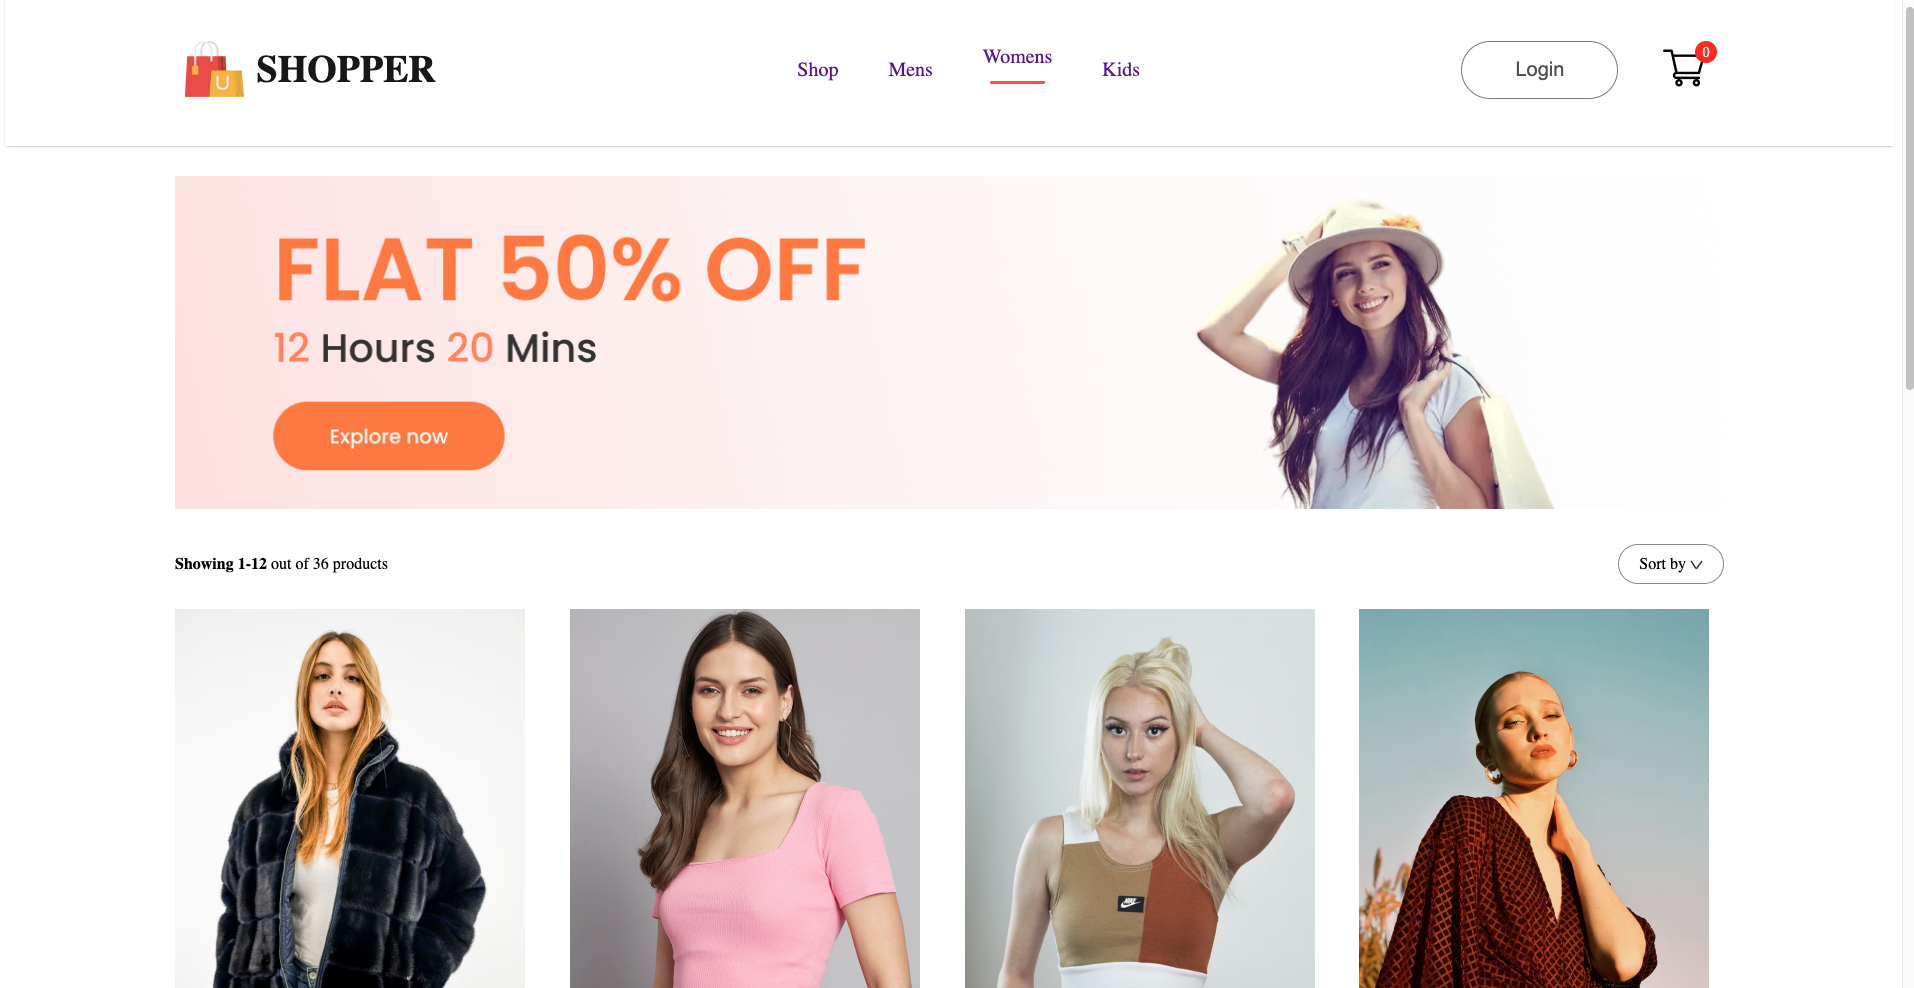 U
SHOPPER
Shop
Mens
Womens
Kids
Login
0
FLAT 50% OFF
12 Hours 20 Mins
Explore now
Showing 1-12 out of 36 products
Sort by
NIKE